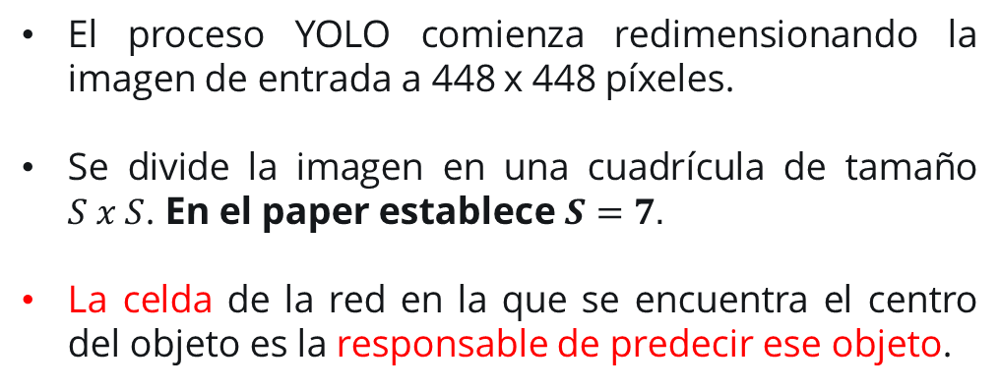 • El proceso YOLO comienza redimensionando la
imagen de entrada a 448 x 448 píxeles.
• Se divide la imagen en una cuadrícula de tamaño
S x S. En el paper establece S = 7.
• La celda de la red en la que se encuentra el centro
del objeto es la responsable de predecir ese objeto.